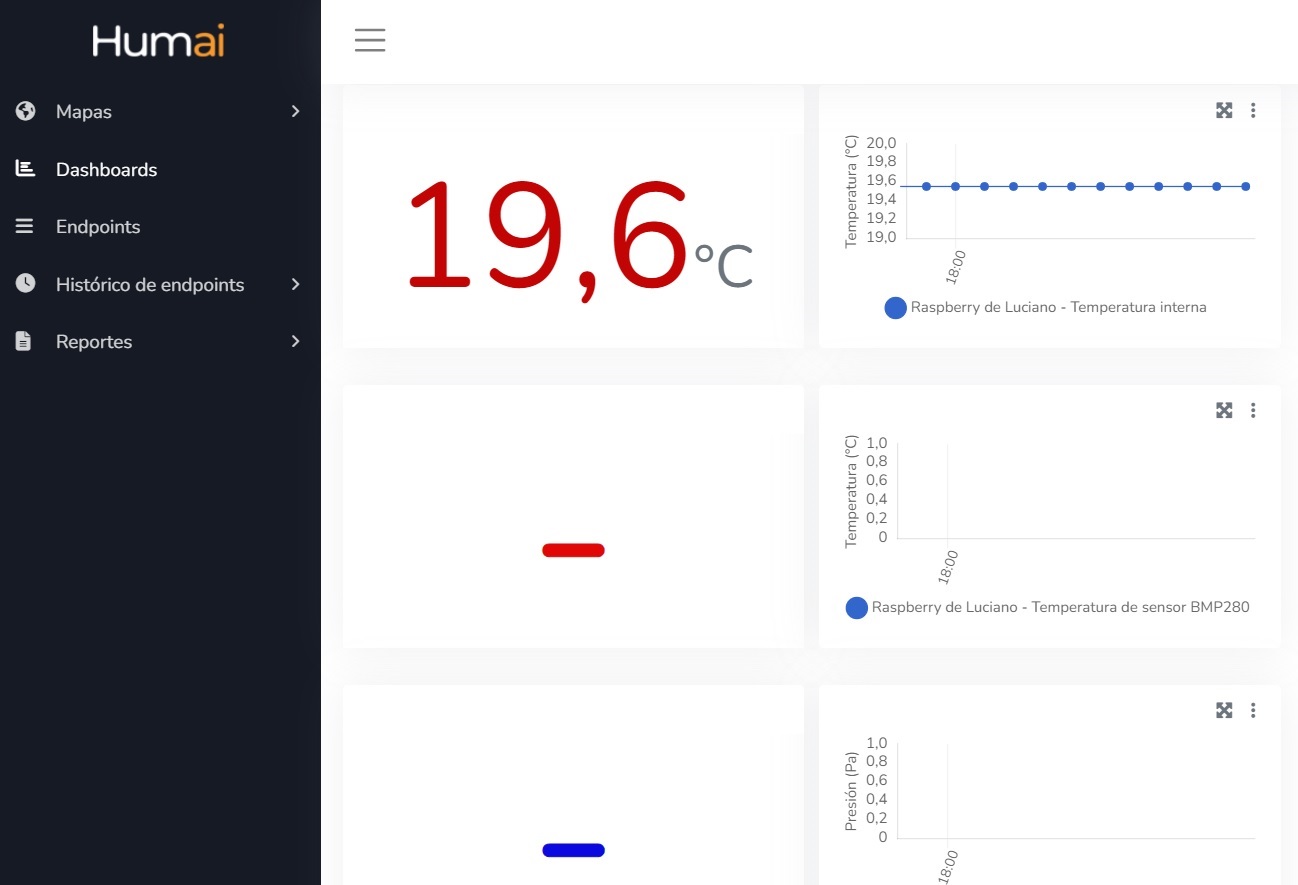 Humai
Mapas
Dashboards
Endpoints
Histórico de endpoints
Reportes
19,6 °C
Temperatura (°C)
20,0
19,8
19,6
19,4
19,2
19,0
18:00
Raspberry de Luciano - Temperatura interna
–
Temperatura (°C)
1,0
0,8
0,6
0,4
0,2
0
18:00
Raspberry de Luciano - Temperatura de sensor BMP280
–
Presión (Pa)
1,0
0,8
0,6
0,4
0,2
0
18:00